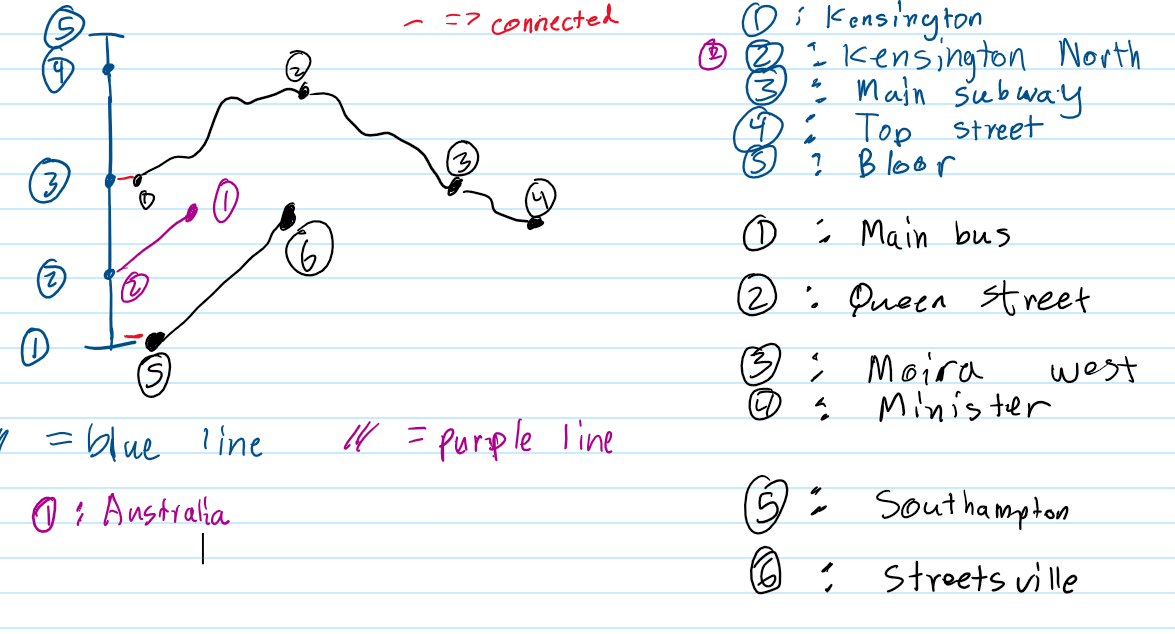 — => connected
5
4
2
3
4
3
1
1
6
2
2
1
5
= blue line
/// = purple line
1 : Australia
1 : Kensington
2 2 : Kensington North
3 : Main subway
4 : Top street
5 : Bloor
1 : Main bus
2 : Queen street
3 : Moira west
4 : Minister
5 : Southampton
6 : Streetsville